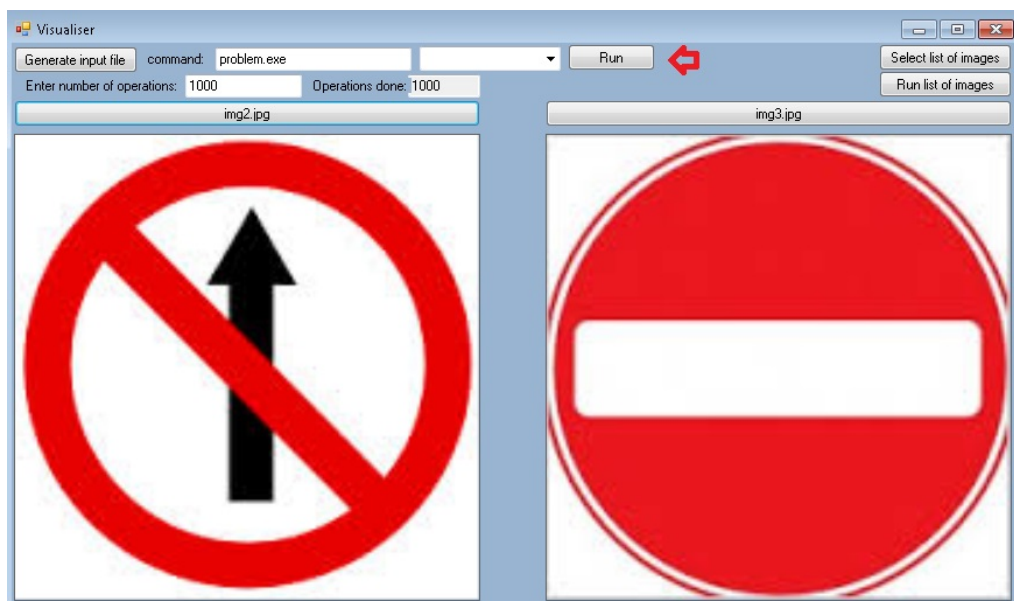 Visualiser
Generate input file command: problem.exe Run Select list of images
Enter number of operations: 1000 Operations done: 1000 Run list of images
img2.jpg img3.jpg